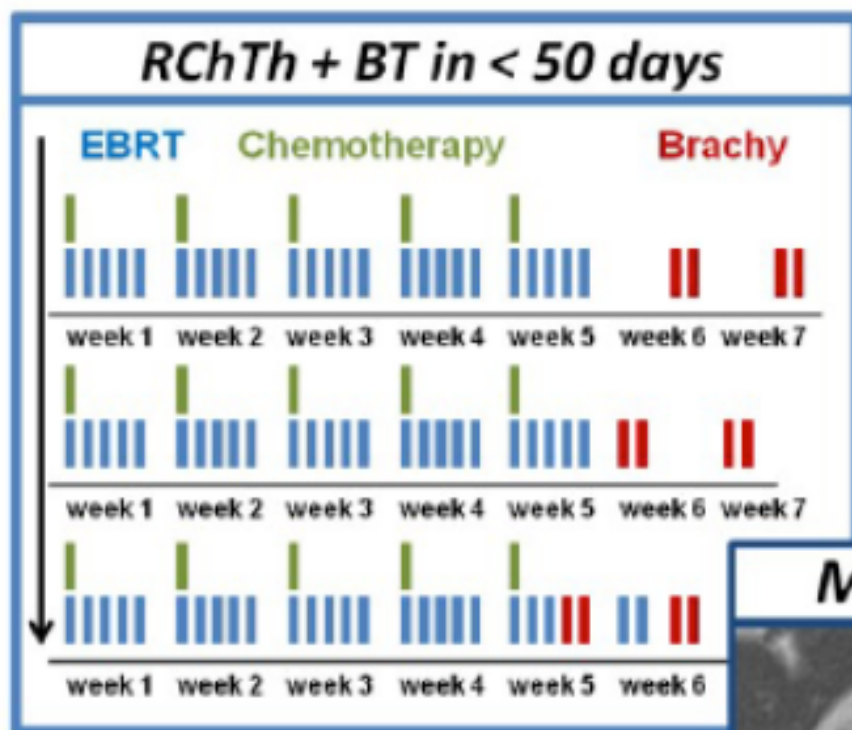 RChTh + BT in < 50 days
EBRT Chemotherapy Brachy
week 1 week 2 week 3 week 4 week 5 week 6 week 7
week 1 week 2 week 3 week 4 week 5 week 6 week 7
week 1 week 2 week 3 week 4 week 5 week 6
M